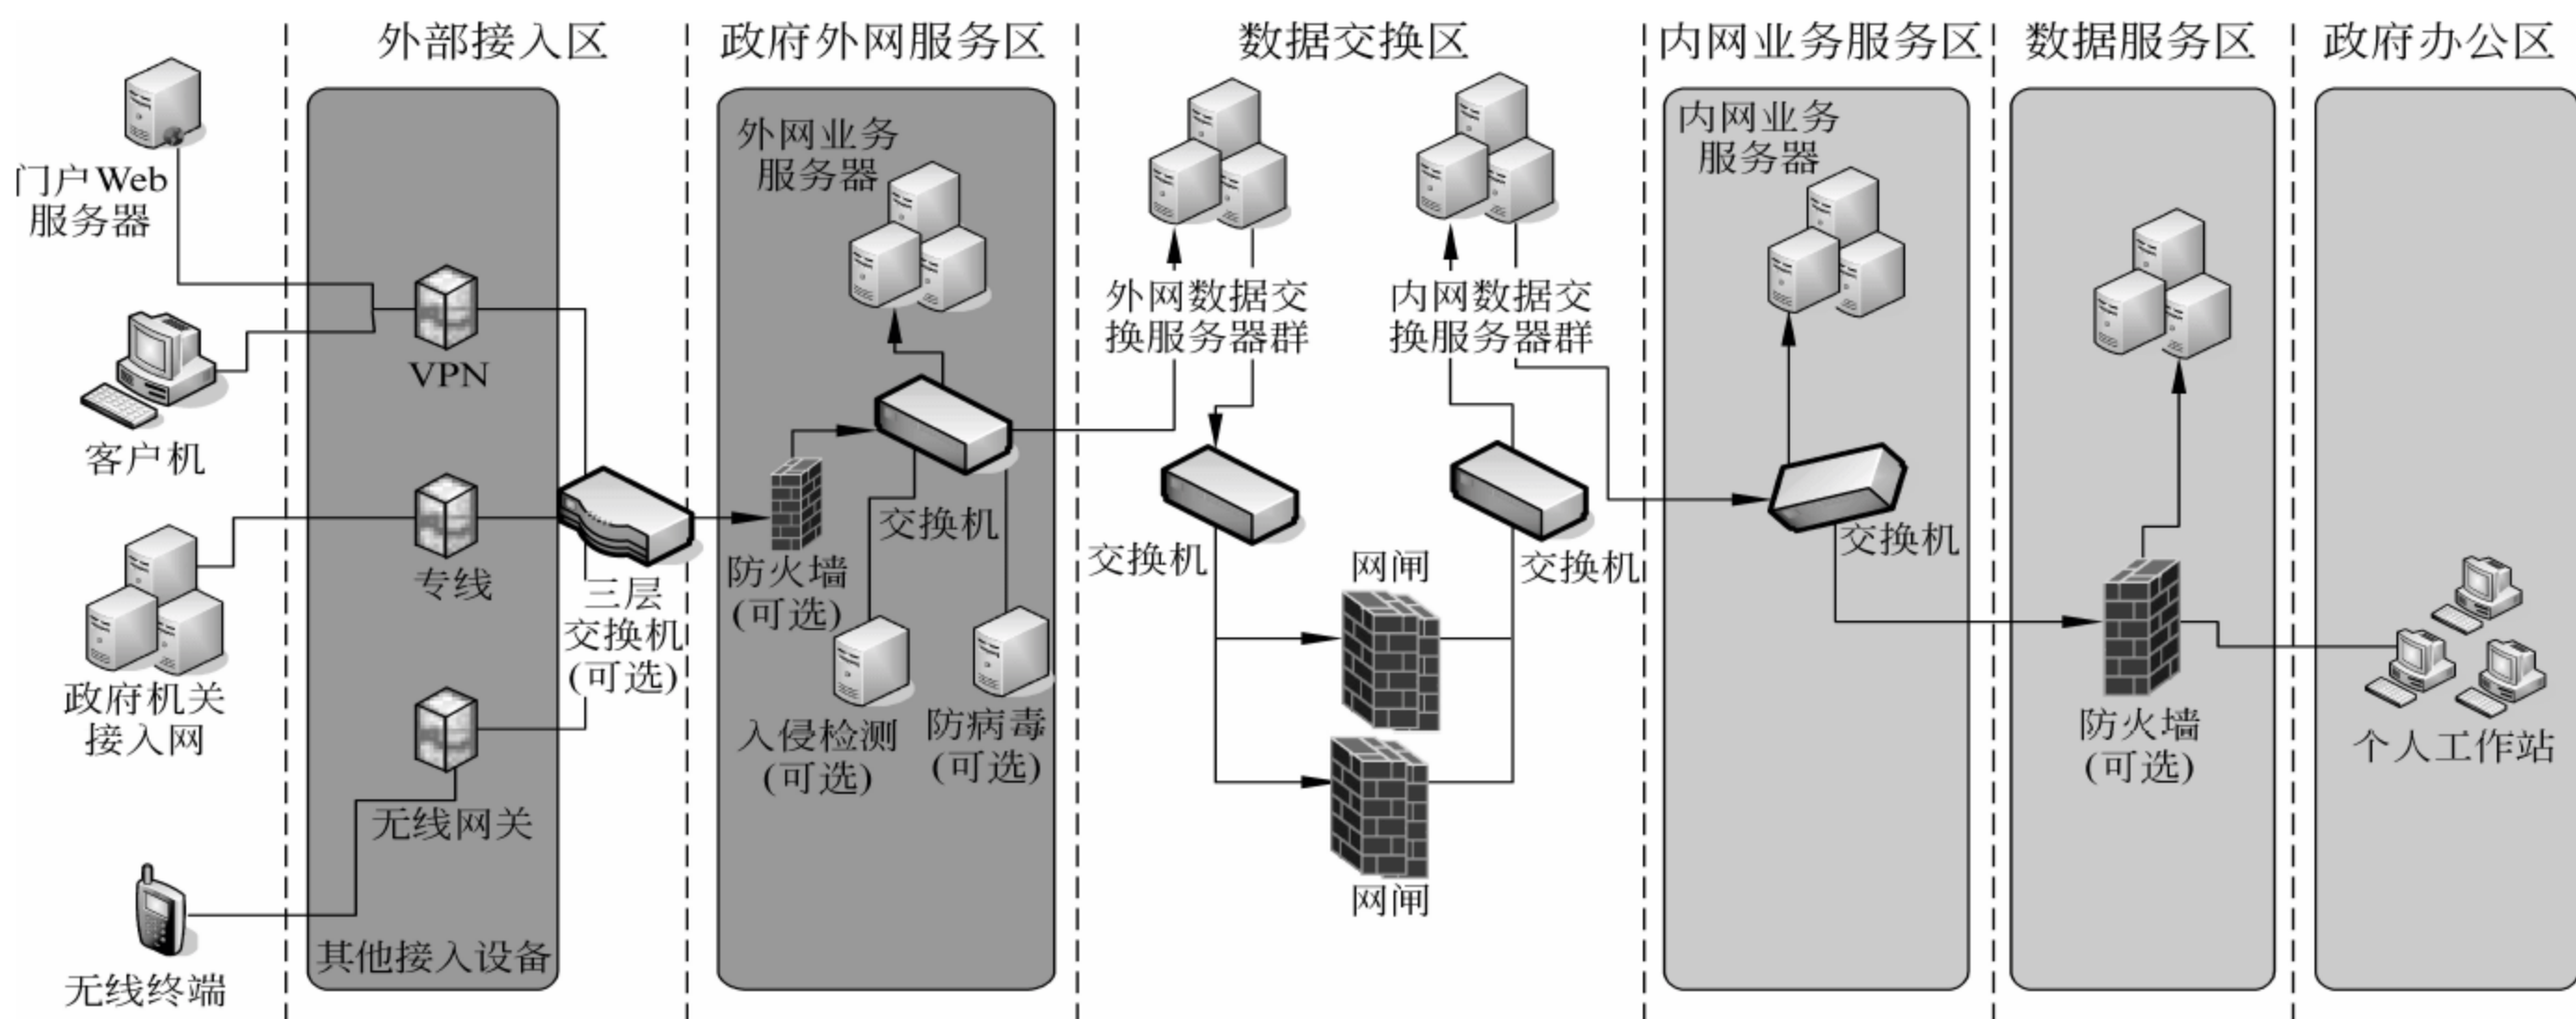 外部接入区
政府外网服务区
数据交换区
内网业务服务区
数据服务区
政府办公区
门户Web
服务器
客户机
政府机关
接入网
无线终端
VPN
专线
无线网关
其他接入设备
三层
交换机
(可选)
外网业务
服务器
防火墙
(可选)
交换机
入侵检测
(可选)
防病毒
(可选)
外网数据交
换服务器群
内网数据交
换服务器群
交换机
网闸
交换机
网闸
内网业务
服务器
交换机
防火墙
(可选)
个人工作站